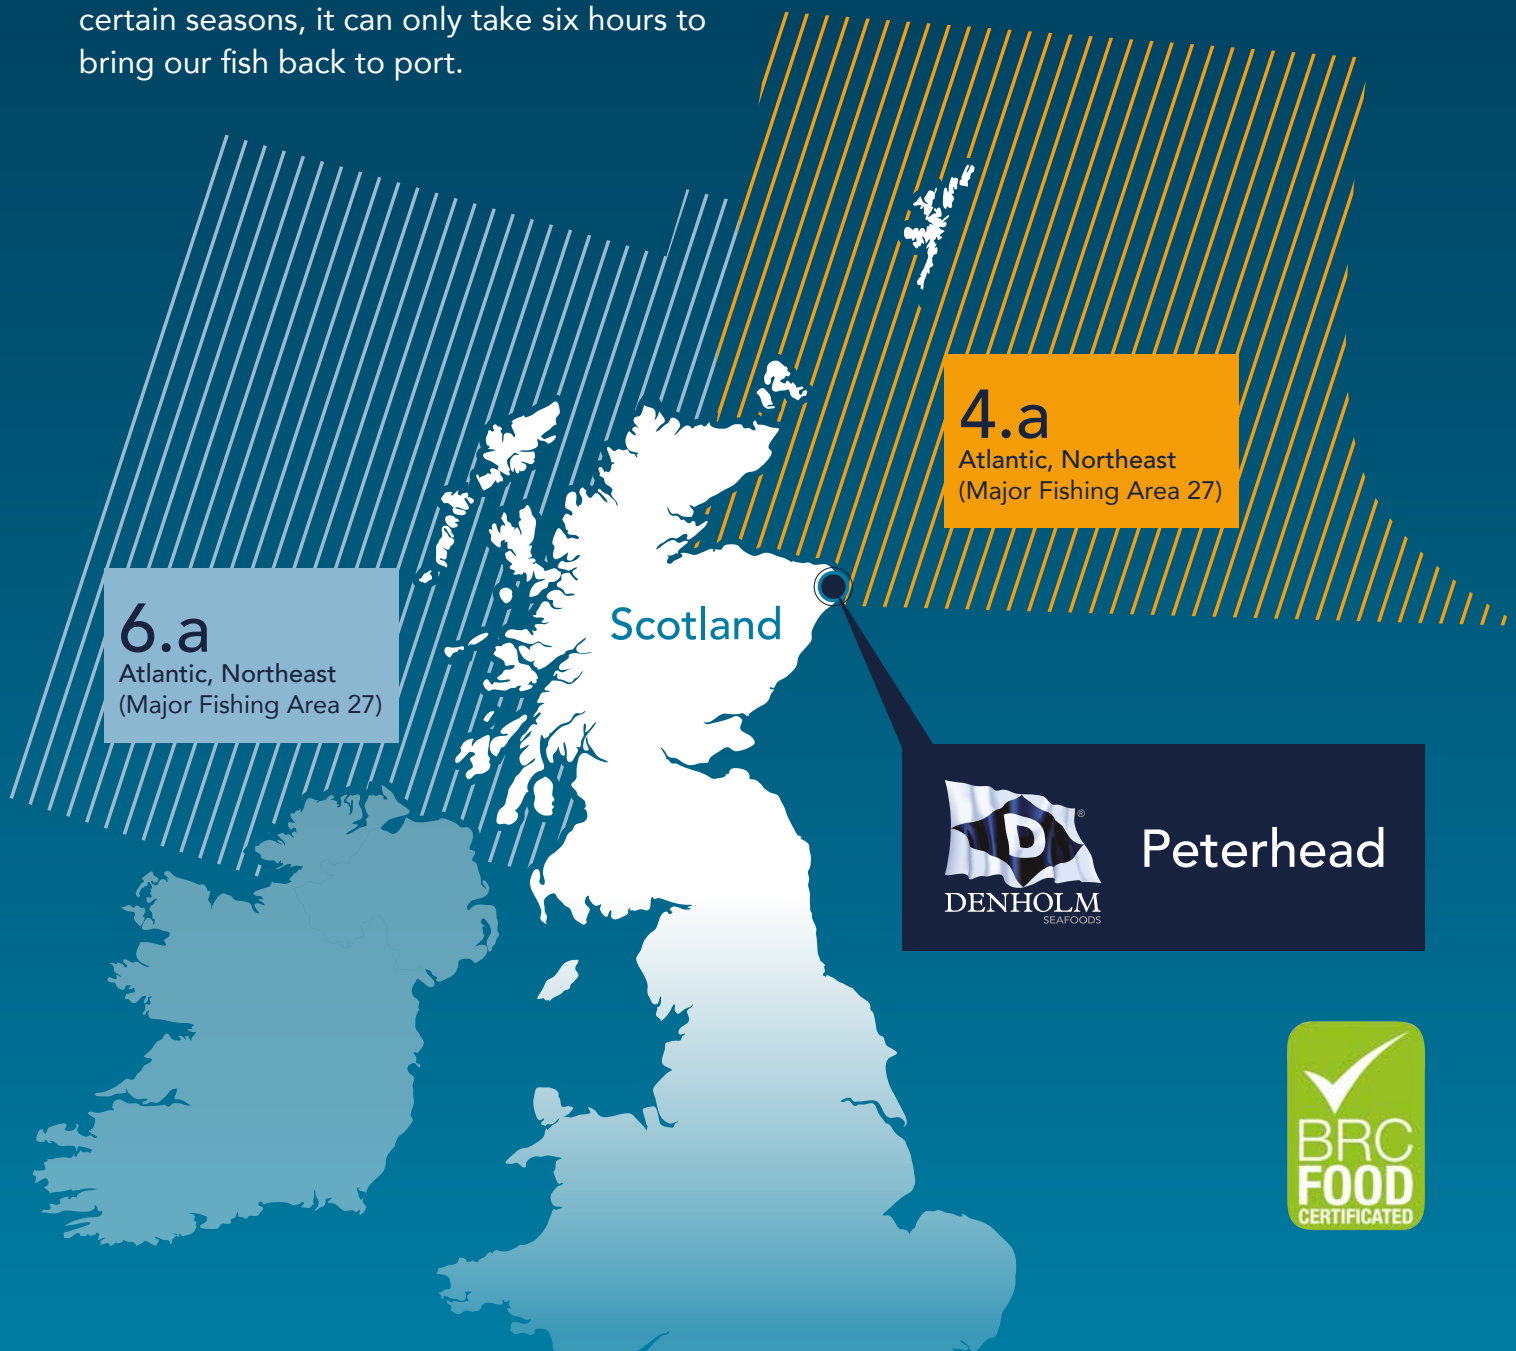 certain seasons, it can only take six hours to
bring our fish back to port.
4.a
Atlantic, Northeast
(Major Fishing Area 27)
6.a
Atlantic, Northeast
(Major Fishing Area 27)
Scotland
D
®
DENHOLM
SEAFOODS
Peterhead
BRC
FOOD
CERTIFICATED